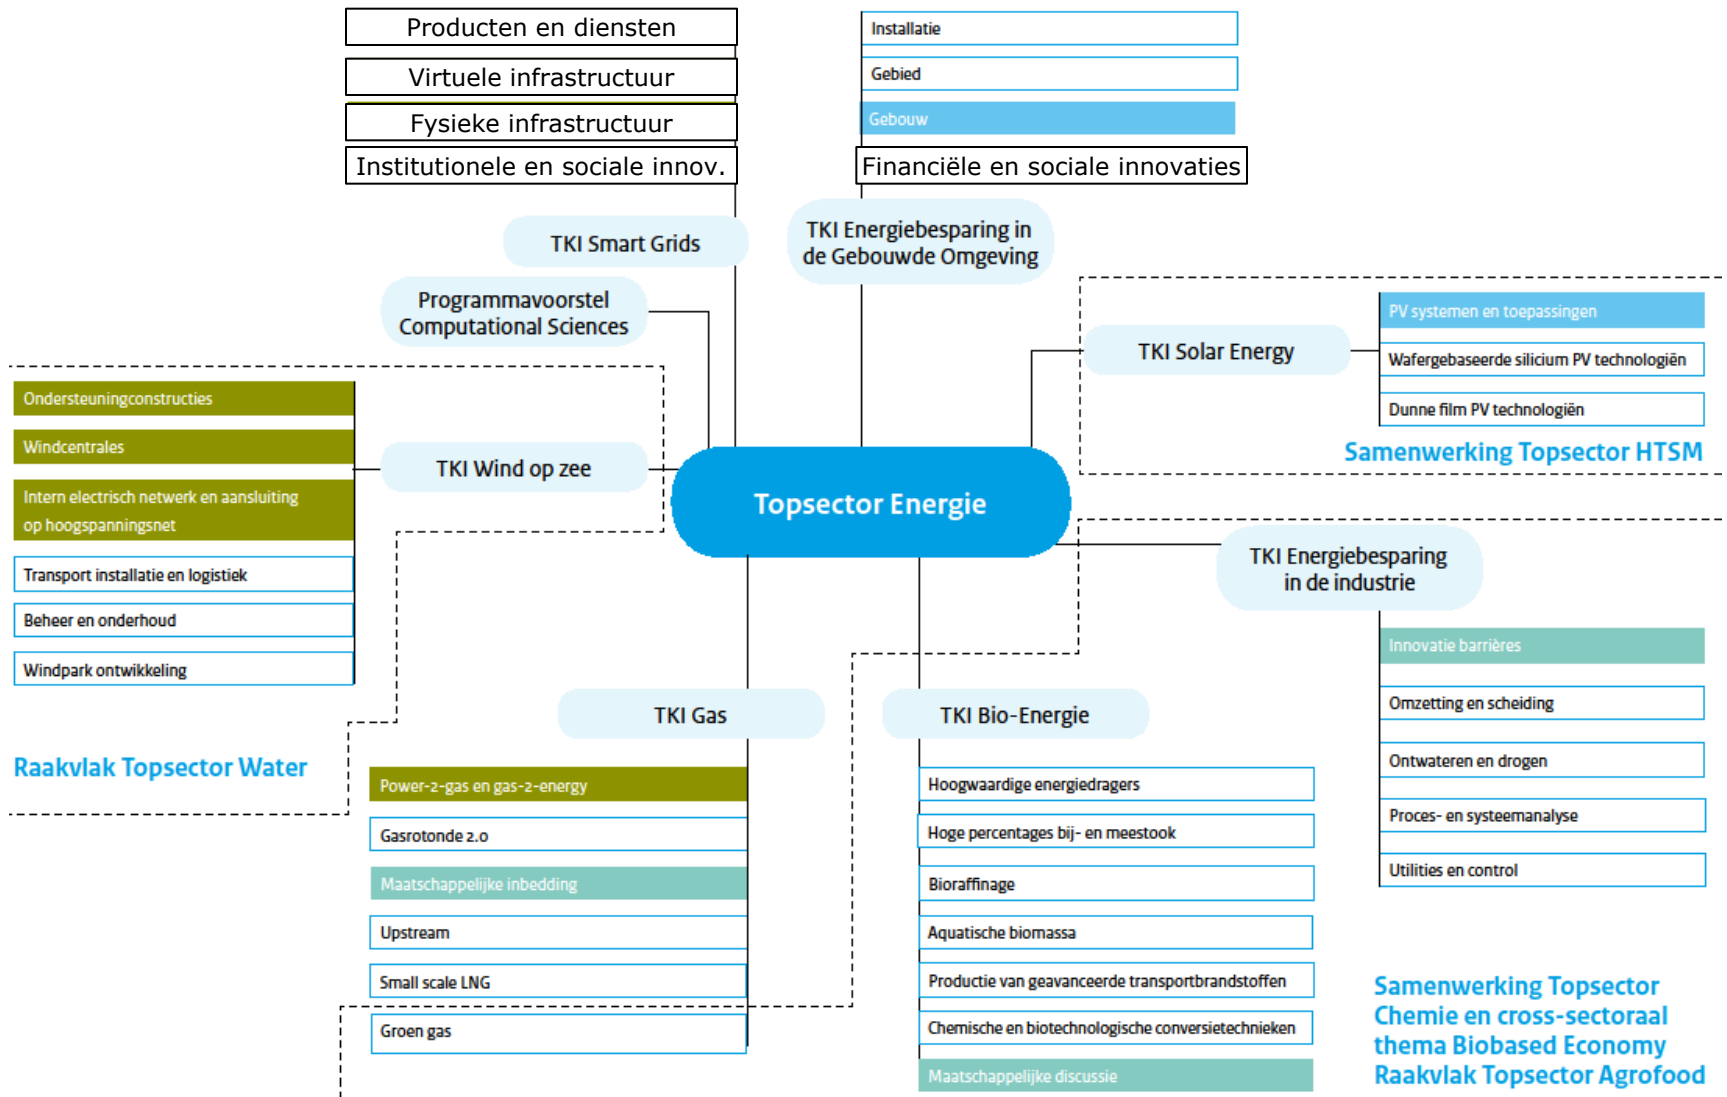 Producten en diensten
Virtuele infrastructuur
Fysieke infrastructuur
Institutionele en sociale innov.
Installatie
Gebied
Gebouw
Financiële en sociale innovaties
TKI Smart Grids
TKI Energiebesparing in
de Gebouwde Omgeving
Programmavoorstel
Computational Sciences
TKI Solar Energy
PV systemen en toepassingen
Wafergebaseerde silicium PV technologiën
Dunne film PV technologiën
Samenwerking Topsector HTSM
Ondersteuningconstructies
Windcentrales
Intern electrisch netwerk en aansluiting
op hoogspanningsnet
Transport installatie en logistiek
Beheer en onderhoud
Windpark ontwikkeling
TKI Wind op zee
Raakvlak Topsector Water
Topsector Energie
TKI Energiebesparing
in de industrie
Innovatie barrières
Omzetting en scheiding
Ontwateren en drogen
Proces- en systeemanalyse
Utilities en control
TKI Gas
Power-2-gas en gas-2-energy
Gasrotonde 2.0
Maatschappelijke inbedding
Upstream
Small scale LNG
Groen gas
TKI Bio-Energie
Hoogwaardige energiedragers
Hoge percentages bij- en meestook
Bioraffinage
Aquatische biomassa
Productie van geavanceerde transportbrandstoffen
Chemische en biotechnologische conversietechnieken
Maatschappelijke discussie
Samenwerking Topsector
Chemie en cross-sectoraal
thema Biobased Economy
Raakvlak Topsector Agrofood